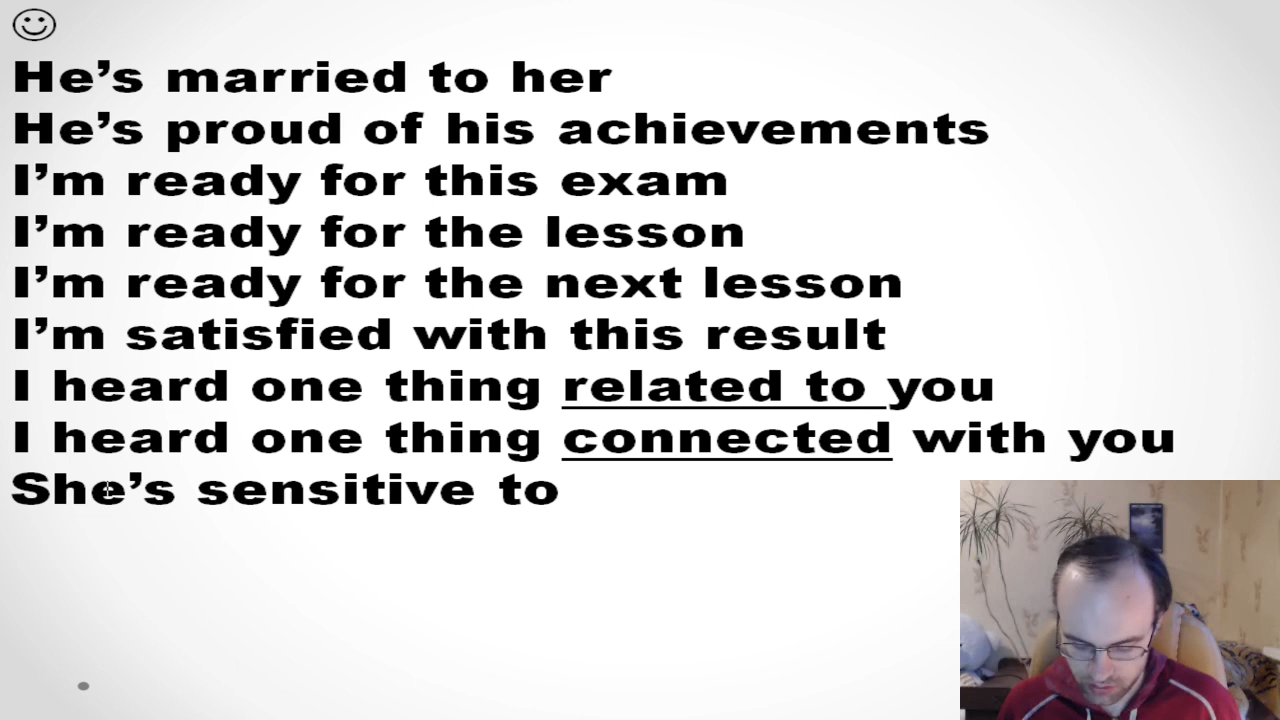 He’s married to her
He’s proud of his achievements
I’m ready for this exam
I’m ready for the lesson
I’m ready for the next lesson
I’m satisfied with this result
I heard one thing related to you
I heard one thing connected with you
She’s sensitive to